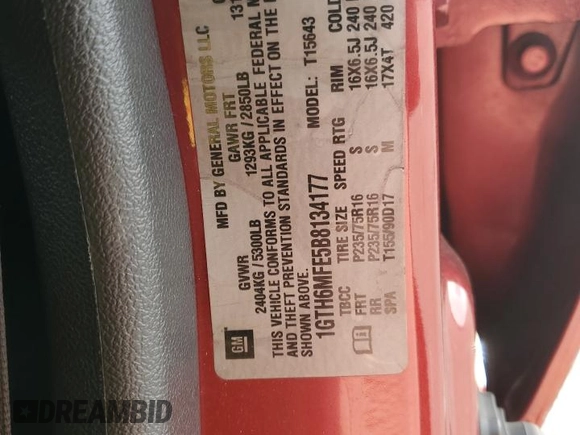 MFD BY GENERAL MOTORS LLC
GVWR GAWR FRT
2404KG / 5300LB 1293KG / 2850LB 131
THIS VEHICLE CONFORMS TO ALL APPLICABLE FEDERAL
AND THEFT PREVENTION STANDARDS IN EFFECT ON THE
SHOWN ABOVE.
1GTH6MFE5B8134177 MODEL: T15643
TBCC TIRE SIZE SPEED RTG RIM COLD
FRT P235/75R16 S 16X6.5J 240
RR P235/75R16 S 16X6.5J 240
SPA T155/90D17 M 17X4T 420
GM
DREAMBID